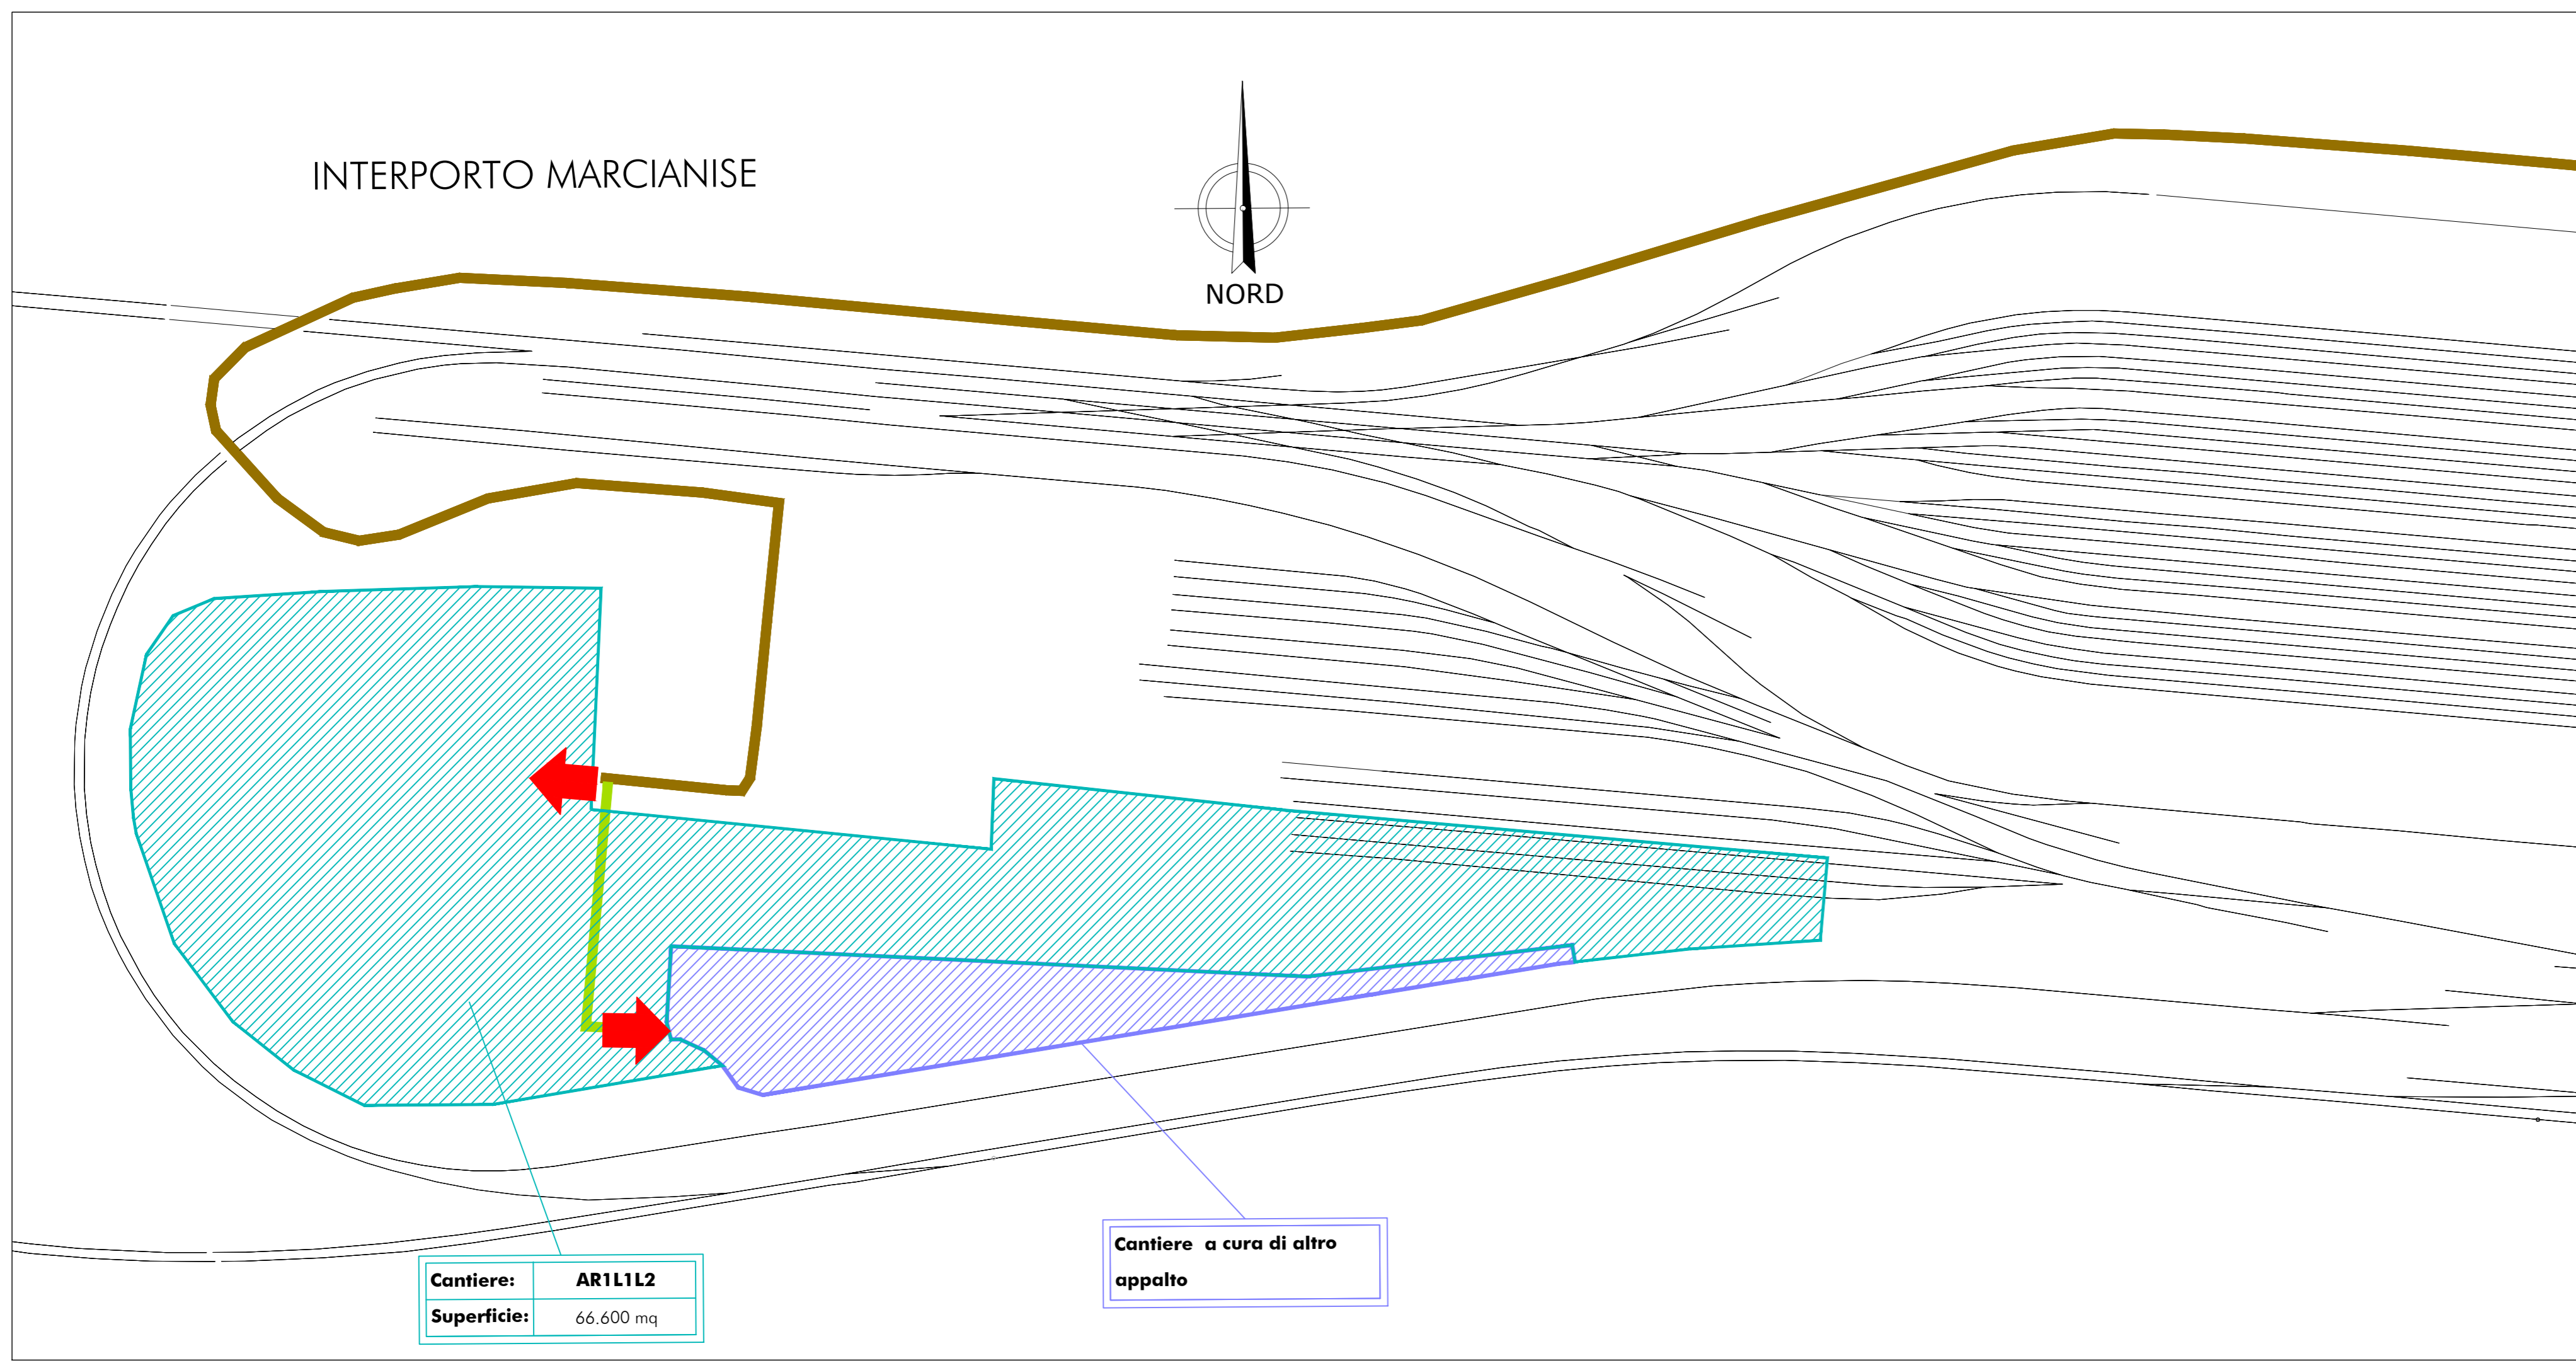 INTERPORTO MARCIANISE
NORD
Cantiere: AR1L1L2
Superficie: 66.600 mq
Cantiere a cura di altro
appalto